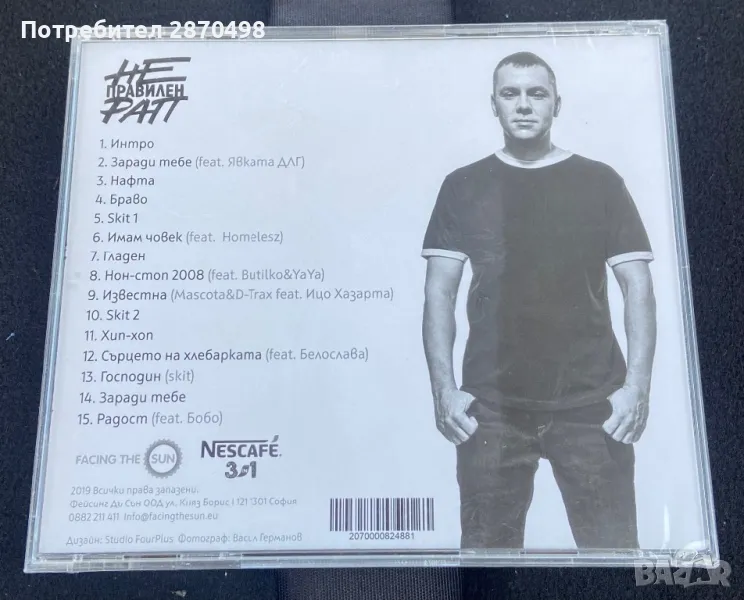 Потребител 2870498
НЕ
ПРАВИЛЕН
РАП
1. Интро
2. Заради тебе (feat. Явката ДЛГ)
3. Нафта
4. Браво
5. Skit 1
6. Имам човек (feat. Homelesz)
7. Гладен
8. Нон-стоп 2008 (feat. Butilko&YaYa)
9. Известна (Mascota&D-Trax feat. Ицо Хазарта)
10. Skit 2
11. Хип-хоп
12. Сърцето на хлебарката (feat. Белослава)
13. Господин (skit)
14. Заради тебе
15. Радост (feat. Бобо)
FACING THE SUN
NESCAFÉ.
3в1
2019 Всички права запазени.
Фейсинг Дъ Сън ООД ул. Княз Борис I 121 1301 София
0882 211 411 info@facingthesun.eu
Дизайн: Studio FourPlus Фотограф: Васил Германов
2070000824881
BAZAR